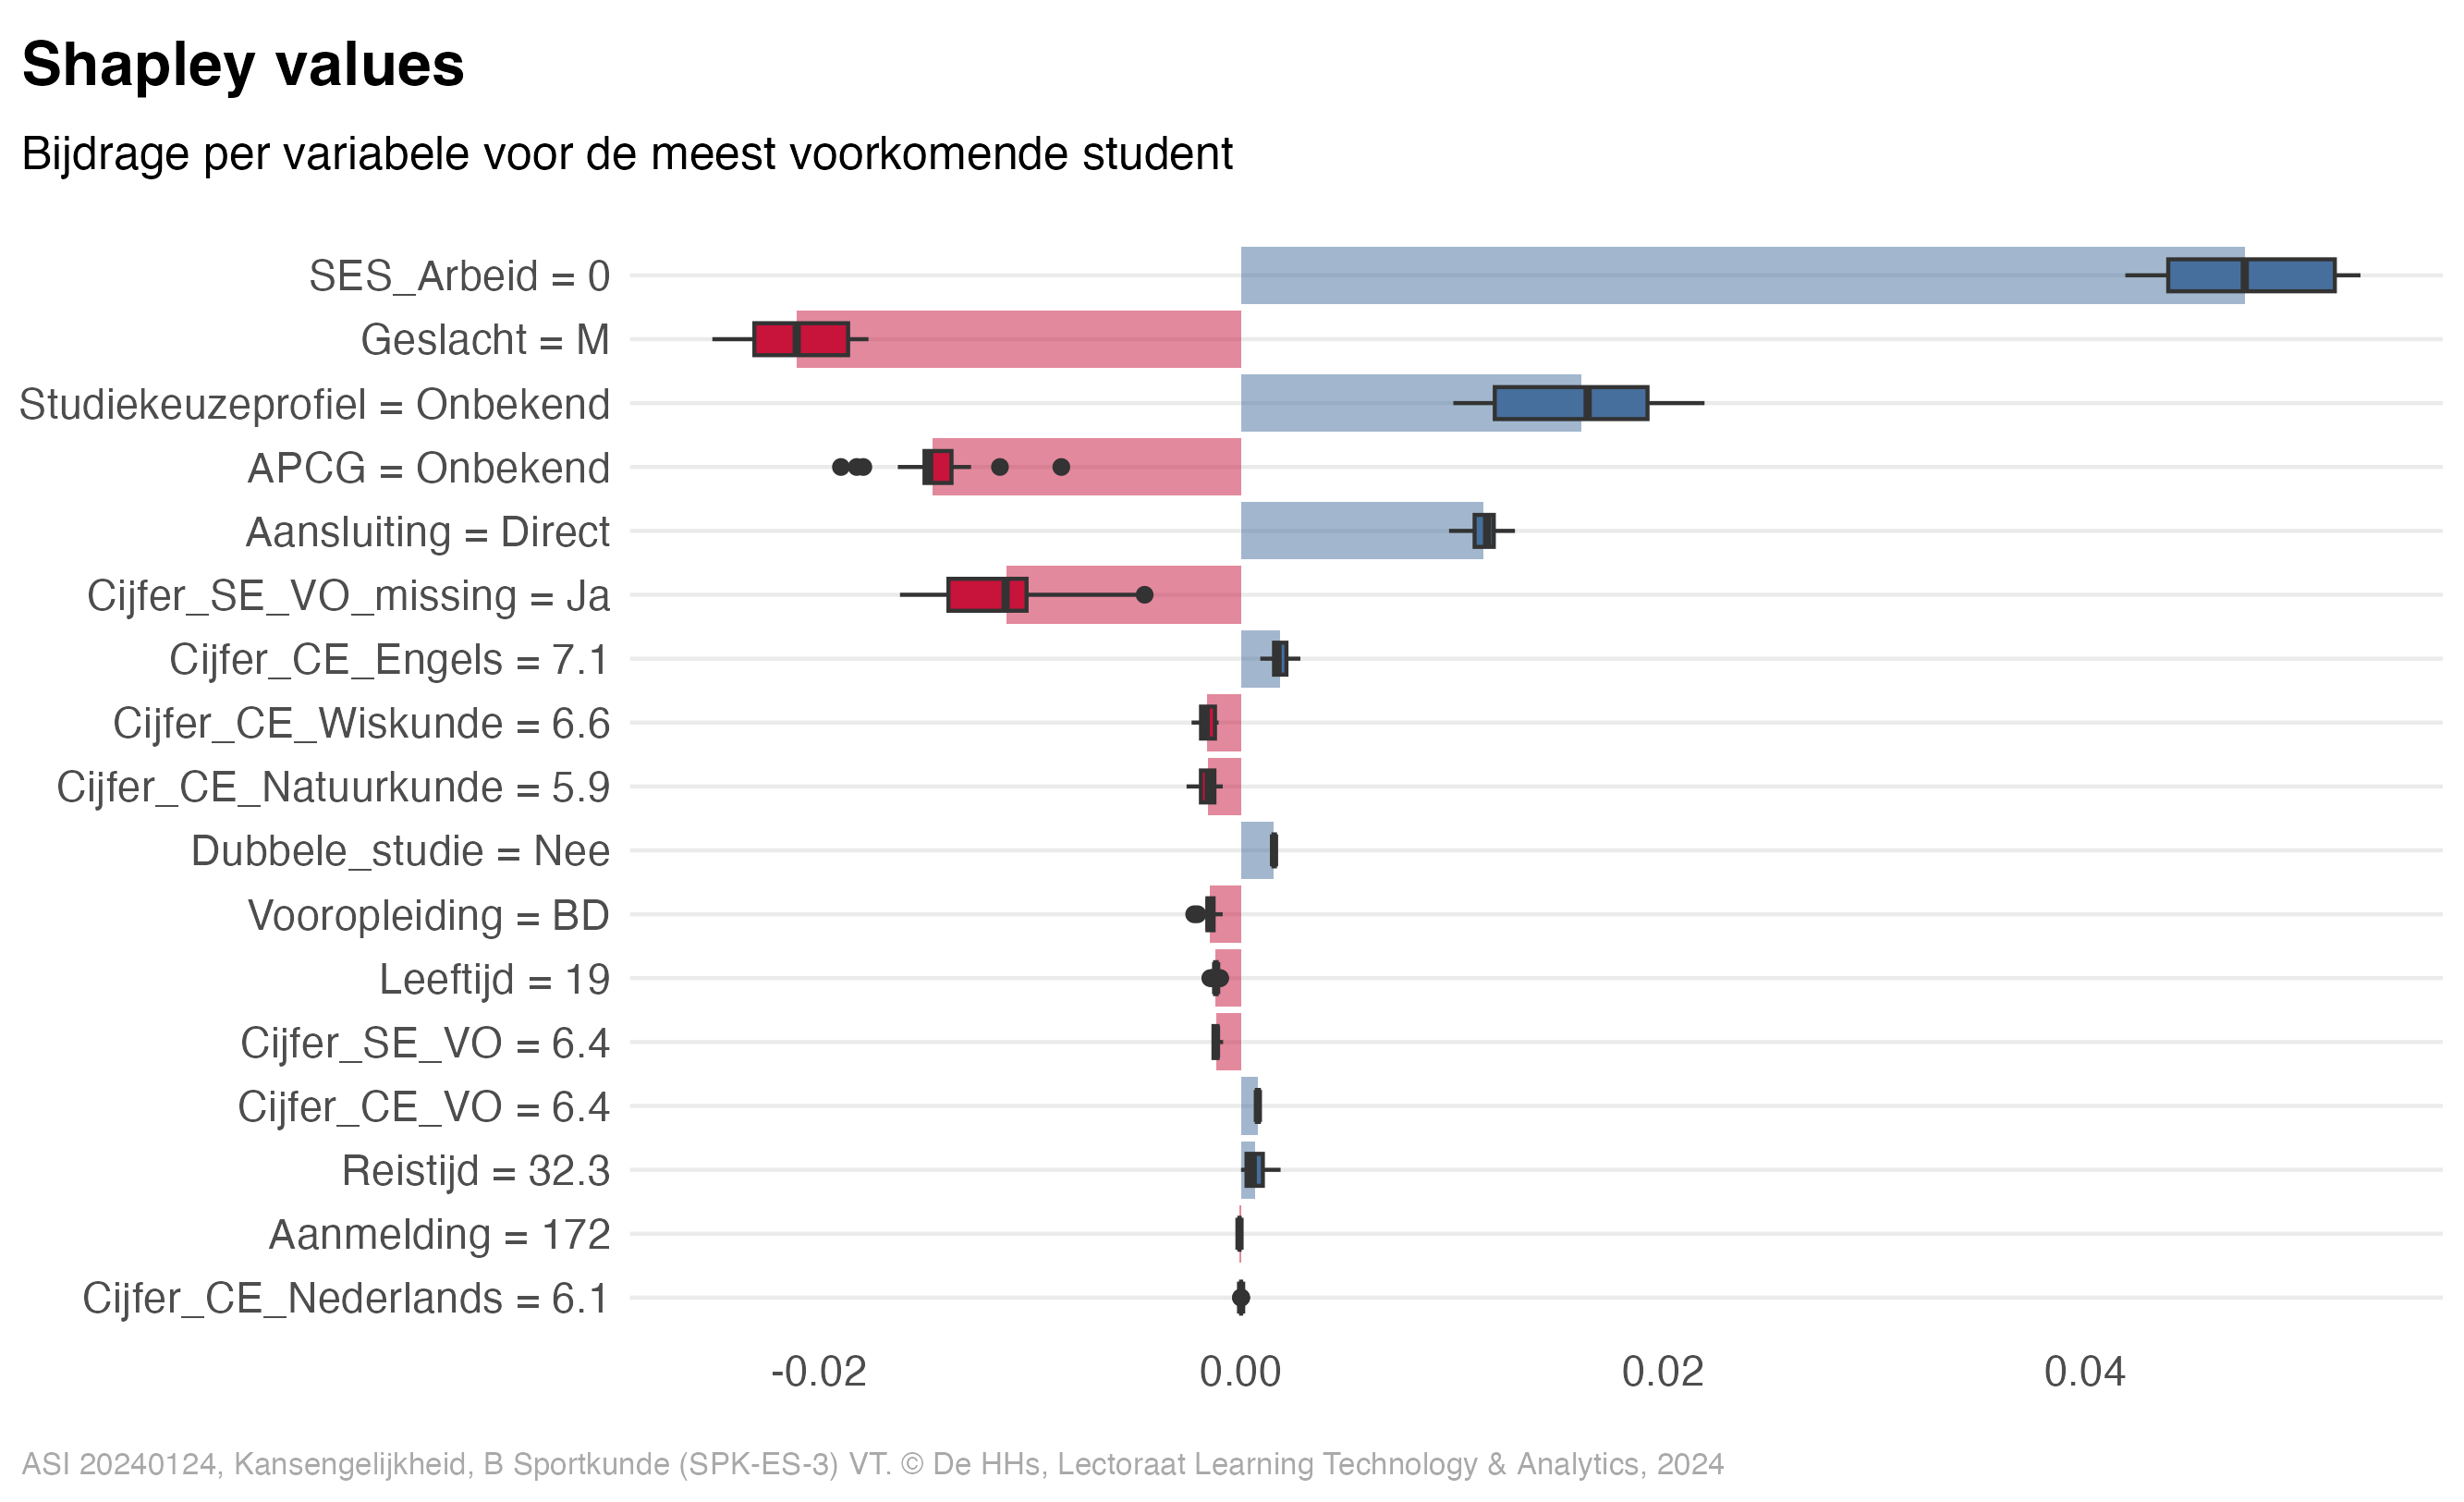 Shapley values
Bijdrage per variabele voor de meest voorkomende student
SES_Arbeid = 0
Geslacht = M
Studiekeuzeprofiel = Onbekend
APCG = Onbekend
Aansluiting = Direct
Cijfer_SE_VO_missing = Ja
Cijfer_CE_Engels = 7.1
Cijfer_CE_Wiskunde = 6.6
Cijfer_CE_Natuurkunde = 5.9
Dubbele_studie = Nee
Vooropleiding = BD
Leeftijd = 19
Cijfer_SE_VO = 6.4
Cijfer_CE_VO = 6.4
Reistijd = 32.3
Aanmelding = 172
Cijfer_CE_Nederlands = 6.1
-0.02 0.00 0.02 0.04
ASI 20240124, Kansengelijkheid, B Sportkunde (SPK-ES-3) VT. © De HHs, Lectoraat Learning Technology & Analytics, 2024